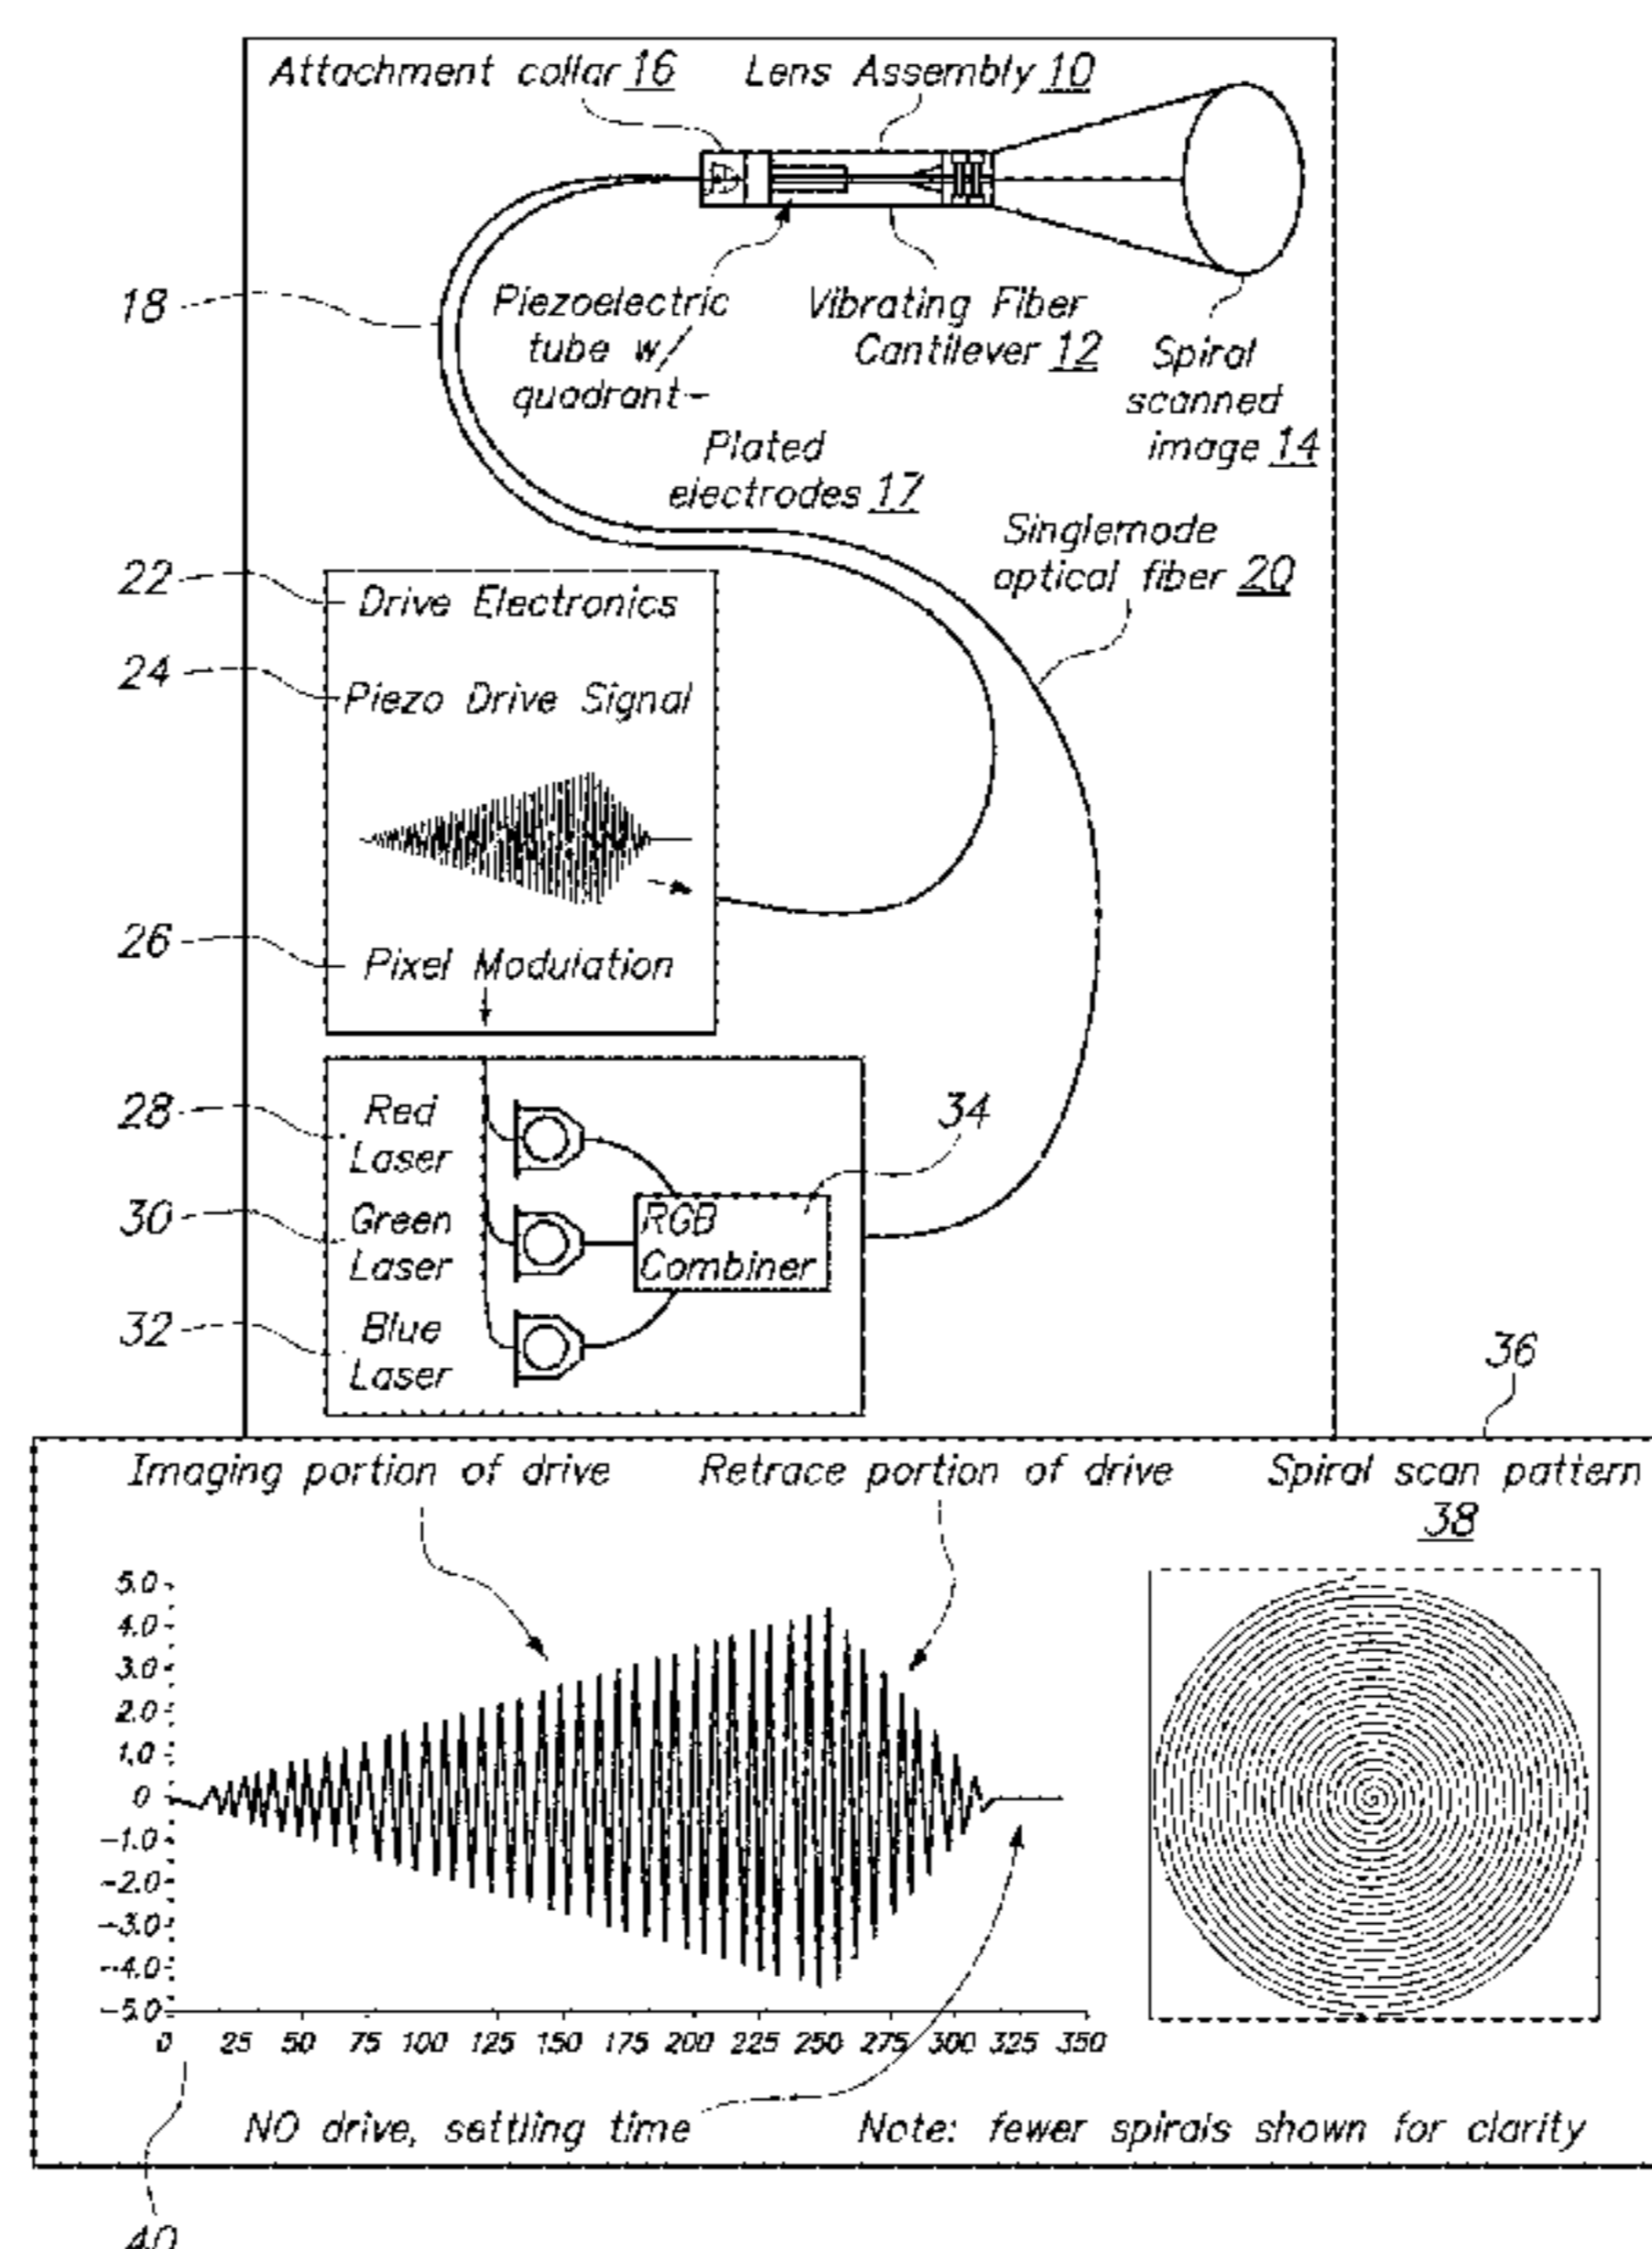 Attachment collar 16
Lens Assembly 10
18
Piezoelectric
tube w/
quadrant-
Vibrating Fiber
Cantilever 12
Spiral
scanned
image 14
Plated
electrodes 17
Singlemode
optical fiber 20
22
Drive Electronics
24
Piezo Drive Signal
26
Pixel Modulation
28
Red
Laser
34
30
Green
Laser
RGB
Combiner
32
Blue
Laser
36
Imaging portion of drive
Retrace portion of drive
Spiral scan pattern
38
5.0
4.0
3.0
2.0
1.0
0
-1.0
-2.0
-3.0
-4.0
-5.0
0 25 50 75 100 125 150 175 200 225 250 275 300 325 350
NO drive, settling time
Note: fewer spirals shown for clarity
40